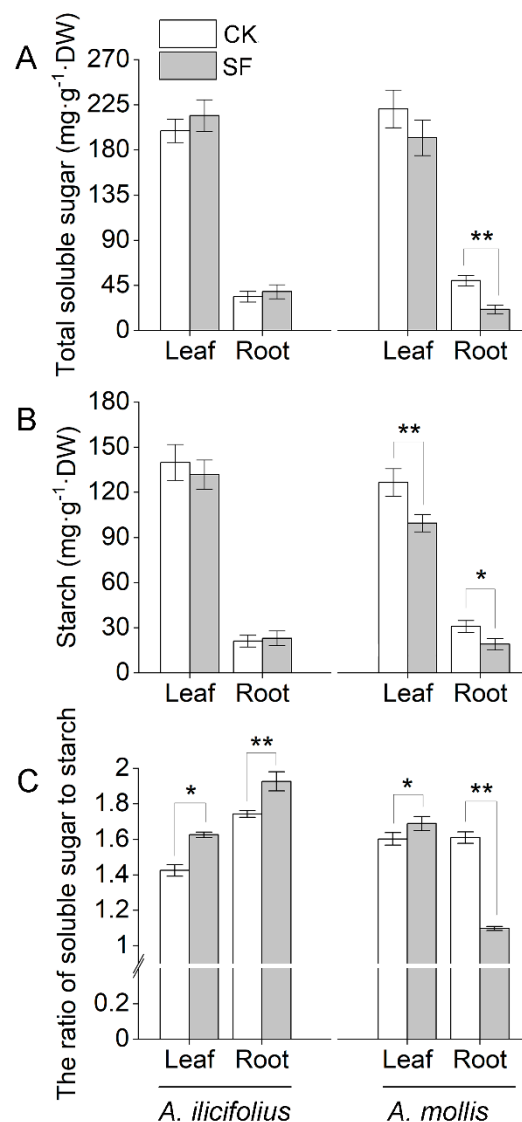 CK
SF
A
Total soluble sugar (mg·g⁻¹·DW)
270
225
180
135
90
45
0
**
Leaf Root Leaf Root
B
Starch (mg·g⁻¹·DW)
180
150
120
90
60
30
0
**
*
Leaf Root Leaf Root
C
The ratio of soluble sugar to starch
2
1.8
1.6
1.4
1.2
1
0.2
0
*
**
*
**
Leaf Root Leaf Root
A. ilicifolius A. mollis